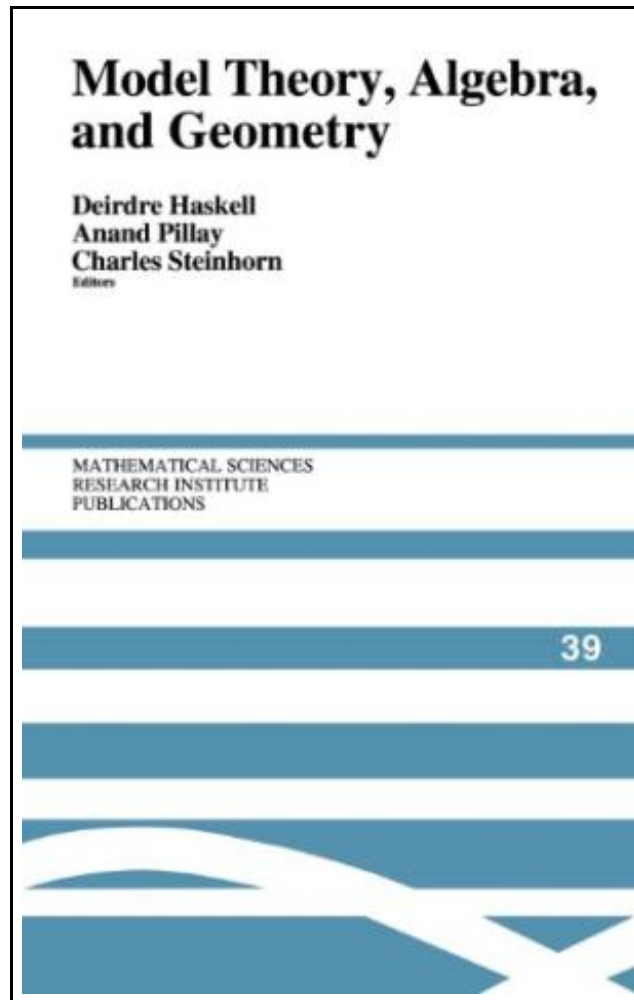 Model Theory, Algebra,
and Geometry
Deirdre Haskell
Anand Pillay
Charles Steinhorn
Editors
MATHEMATICAL SCIENCES
RESEARCH INSTITUTE
PUBLICATIONS
39